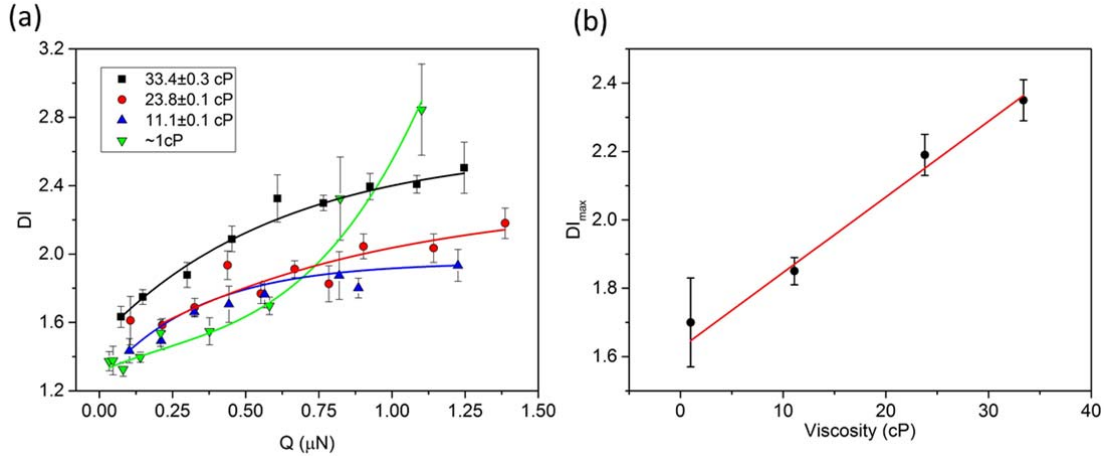 (a)
3.2
2.8
2.4
2.0
1.6
1.2
DI
33.4±0.3 cP
23.8±0.1 cP
11.1±0.1 cP
~1cP
0.00 0.25 0.50 0.75 1.00 1.25 1.50
Q (μN)
(b)
2.4
2.2
2.0
1.8
1.6
DImax
0 10 20 30 40
Viscosity (cP)